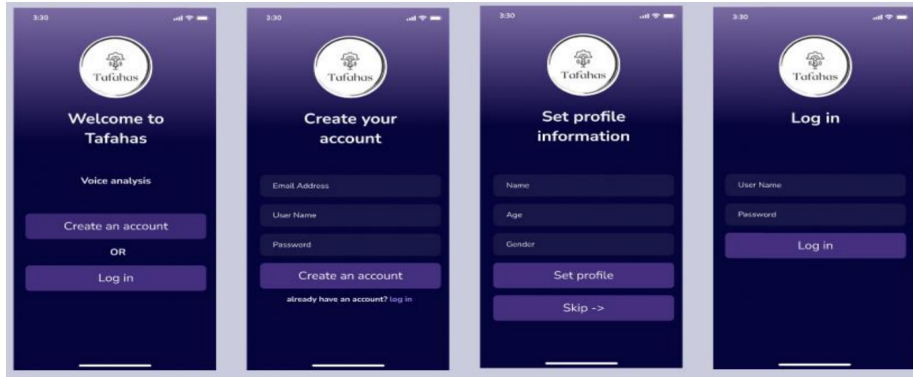 3:30
Tafahas
Welcome to
Tafahas
Voice analysis
Create an account
OR
Log in
3:30
Tafahas
Create your
account
Email Address
User Name
Password
Create an account
already have an account? log in
3:30
Tafahas
Set profile
information
Name
Age
Gender
Set profile
Skip ->
3:30
Tafahas
Log in
User Name
Password
Log in